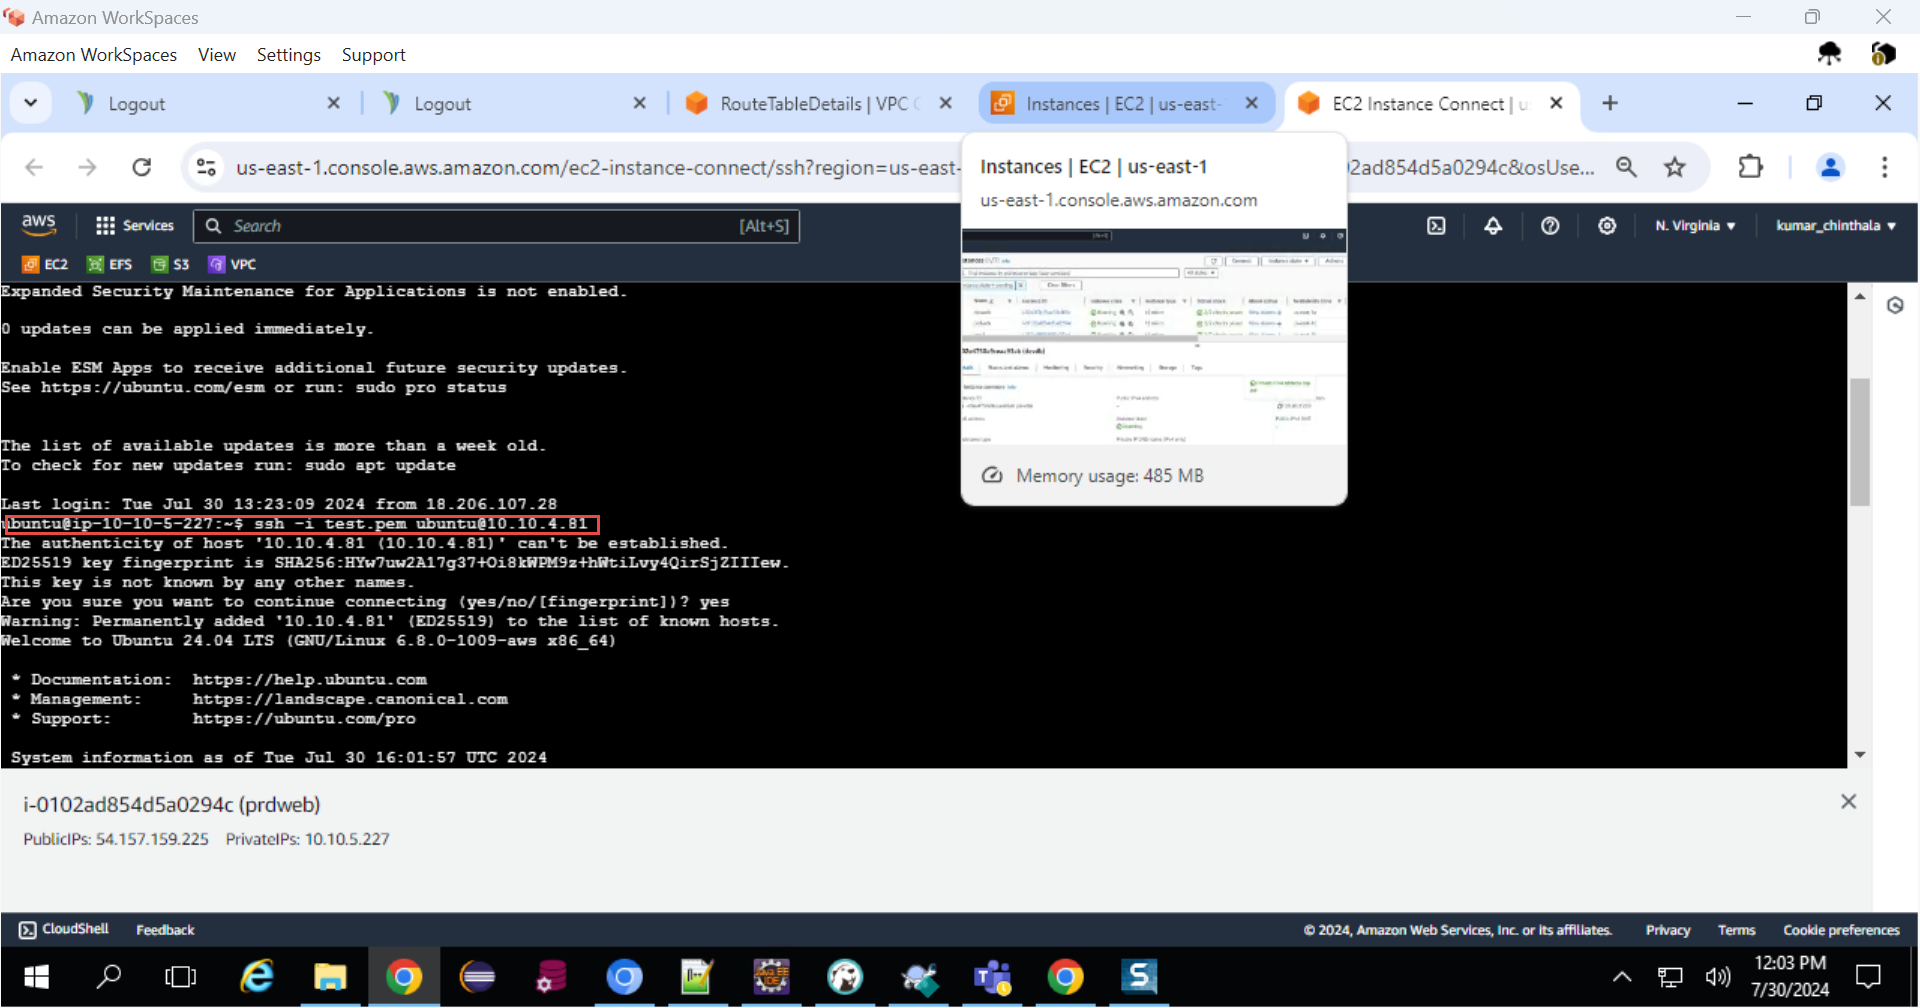 Amazon WorkSpaces
Amazon WorkSpaces View Settings Support
Logout
Logout
RouteTableDetails | VPC
Instances | EC2 | us-east-
EC2 Instance Connect | u
us-east-1.console.aws.amazon.com/ec2-instance-connect/ssh?region=us-east-
2ad854d5a0294c&osUse...
Instances | EC2 | us-east-1
us-east-1.console.aws.amazon.com
Memory usage: 485 MB
aws Services Search [Alt+S] N. Virginia kumar_chinthala
EC2 EFS S3 VPC
Expanded Security Maintenance for Applications is not enabled.
0 updates can be applied immediately.
Enable ESM Apps to receive additional future security updates.
See https://ubuntu.com/esm or run: sudo pro status
The list of available updates is more than a week old.
To check for new updates run: sudo apt update
Last login: Tue Jul 30 13:23:09 2024 from 18.206.107.28
ubuntu@ip-10-10-5-227:~$ ssh -i test.pem ubuntu@10.10.4.81
The authenticity of host '10.10.4.81 (10.10.4.81)' can't be established.
ED25519 key fingerprint is SHA256:HYw7uw2A17g37+Oi8kWPM9z+hWtiLvy4QirSjZIIIew.
This key is not known by any other names.
Are you sure you want to continue connecting (yes/no/[fingerprint])? yes
Warning: Permanently added '10.10.4.81' (ED25519) to the list of known hosts.
Welcome to Ubuntu 24.04 LTS (GNU/Linux 6.8.0-1009-aws x86_64)
* Documentation: https://help.ubuntu.com
* Management: https://landscape.canonical.com
* Support: https://ubuntu.com/pro
System information as of Tue Jul 30 16:01:57 UTC 2024
i-0102ad854d5a0294c (prdweb)
PublicIPs: 54.157.159.225 PrivateIPs: 10.10.5.227
CloudShell Feedback © 2024, Amazon Web Services, Inc. or its affiliates. Privacy Terms Cookie preferences
12:03 PM
7/30/2024